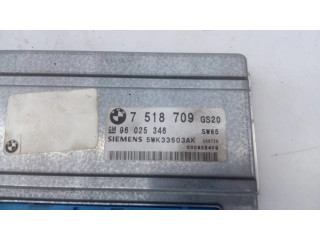 7 518 709 GS20
GM 96 025 346 SW65
SIEMENS 5WK33503AK